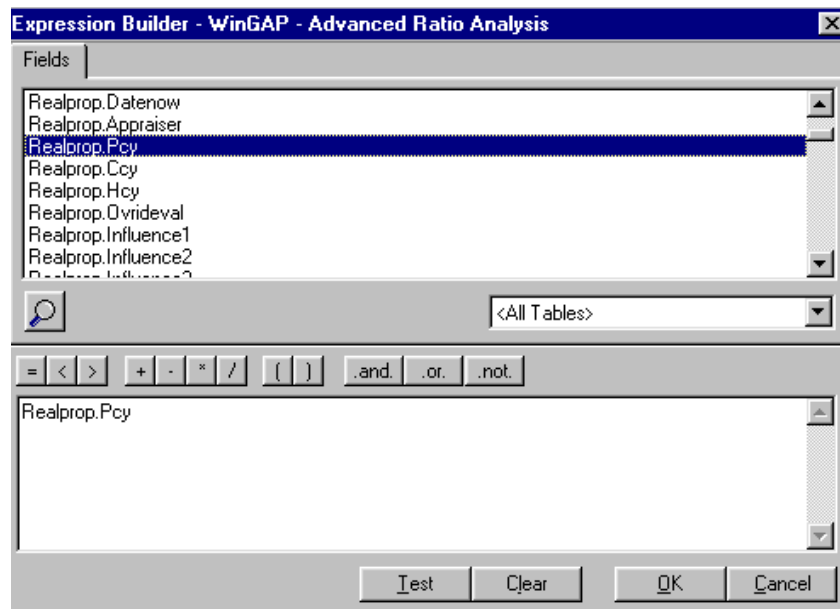 Expression Builder - WinGAP - Advanced Ratio Analysis
Fields
Realprop.Datenow
Realprop.Appraiser
Realprop.Pcy
Realprop.Ccy
Realprop.Hcy
Realprop.Ovrideval
Realprop.Influence1
Realprop.Influence2
<All Tables>
= < > + - * / ( ) .and. .or. .not.
Realprop.Pcy
Test Clear OK Cancel